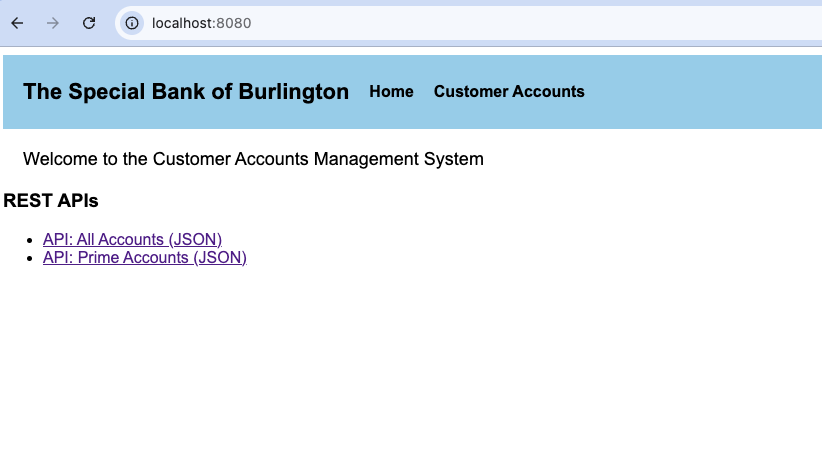 localhost:8080
The Special Bank of Burlington Home Customer Accounts
Welcome to the Customer Accounts Management System
REST APIs
API: All Accounts (JSON)
API: Prime Accounts (JSON)